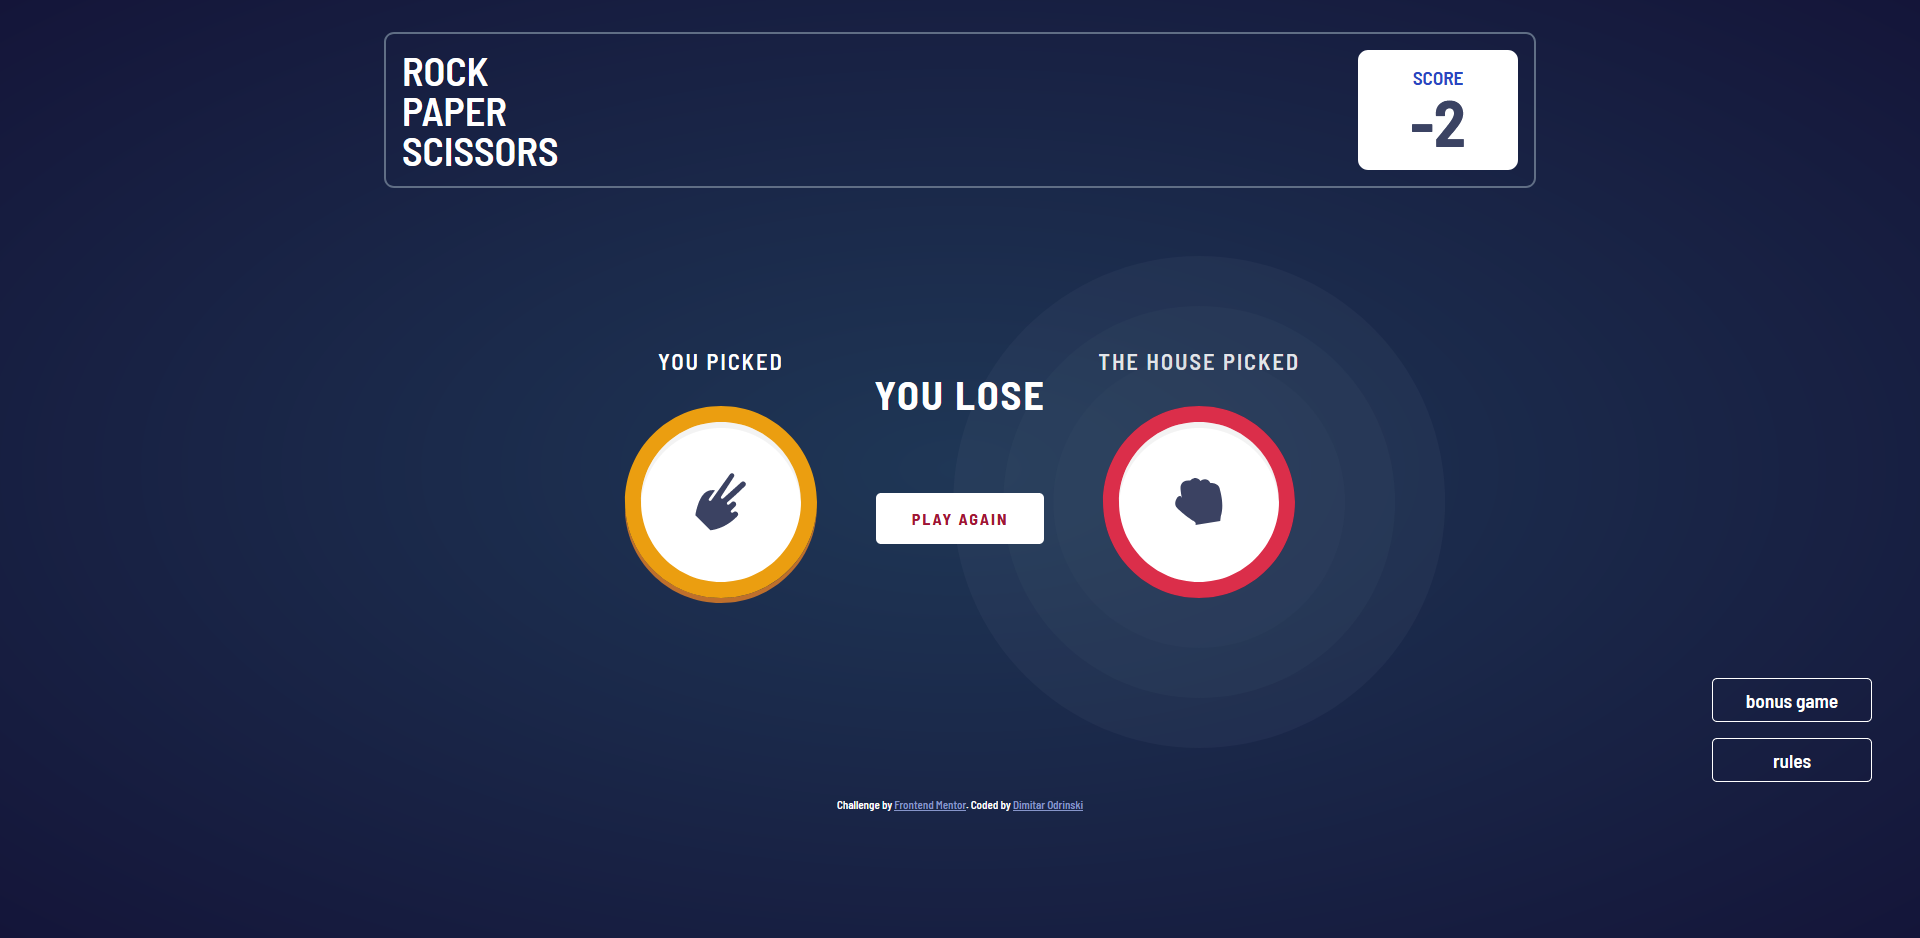 ROCK
PAPER
SCISSORS
SCORE
-2
YOU PICKED
YOU LOSE
PLAY AGAIN
THE HOUSE PICKED
bonus game
rules
Challenge by Frontend Mentor. Coded by Dimitar Odrinski